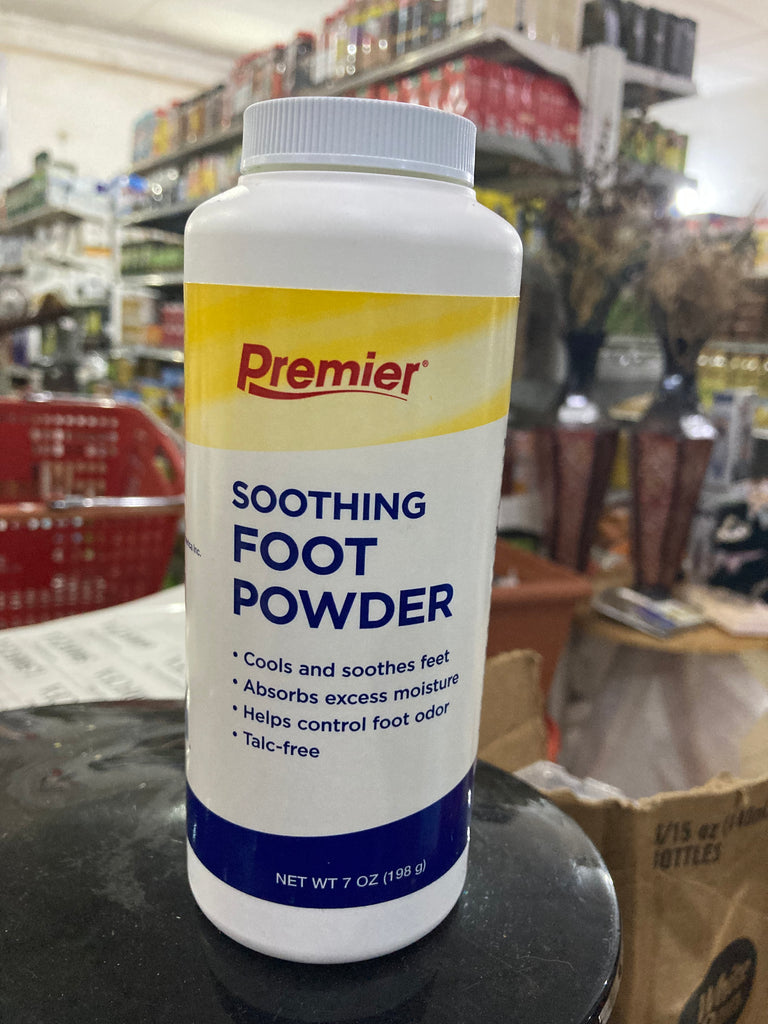 Premier®
SOOTHING
FOOT
POWDER
• Cools and soothes feet
• Absorbs excess moisture
• Helps control foot odor
• Talc-free
NET WT 7 OZ (198 g)
BOTTLES